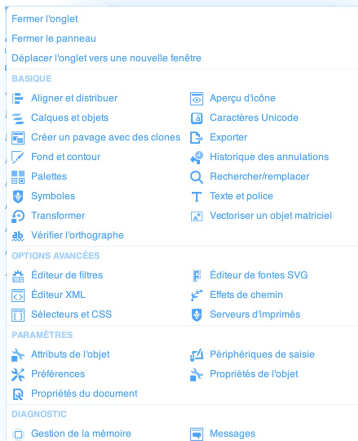 Fermer l'onglet
Fermer le panneau
Déplacer l'onglet vers une nouvelle fenêtre
BASIQUE
Aligner et distribuer
Aperçu d'icône
Calques et objets
Caractères Unicode
Créer un pavage avec des clones
Exporter
Fond et contour
Historique des annulations
Palettes
Rechercher/remplacer
Symboles
Texte et police
Transformer
Vectoriser un objet matriciel
Vérifier l'orthographe
OPTIONS AVANCÉES
Éditeur de filtres
Éditeur de fontes SVG
Éditeur XML
Effets de chemin
Sélecteurs et CSS
Serveurs d'imprimés
PARAMÈTRES
Attributs de l'objet
Périphériques de saisie
Préférences
Propriétés de l'objet
Propriétés du document
DIAGNOSTIC
Gestion de la mémoire
Messages